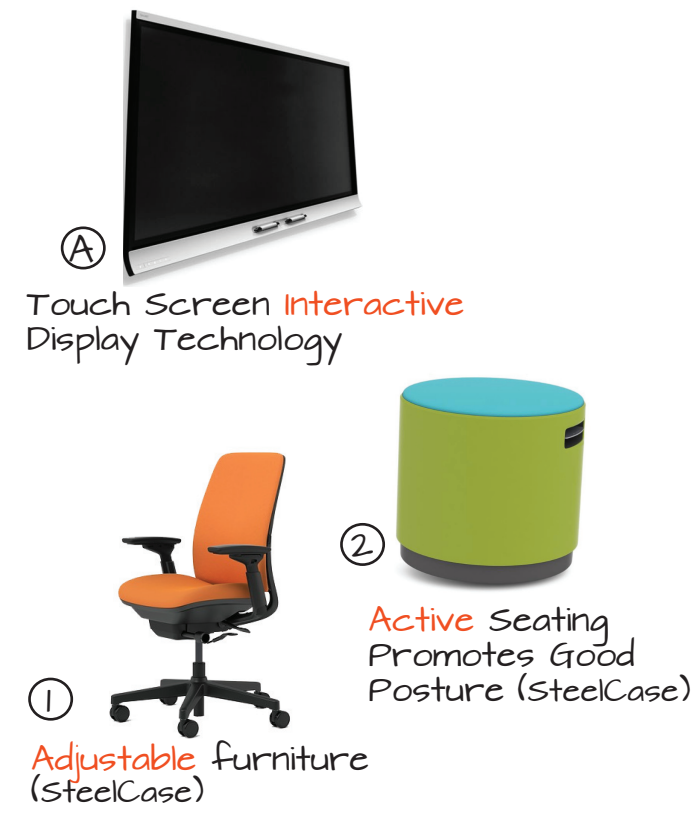 A
Touch Screen Interactive
Display Technology
2
Active Seating
Promotes Good
Posture (SteelCase)
1
Adjustable furniture
(SteelCase)